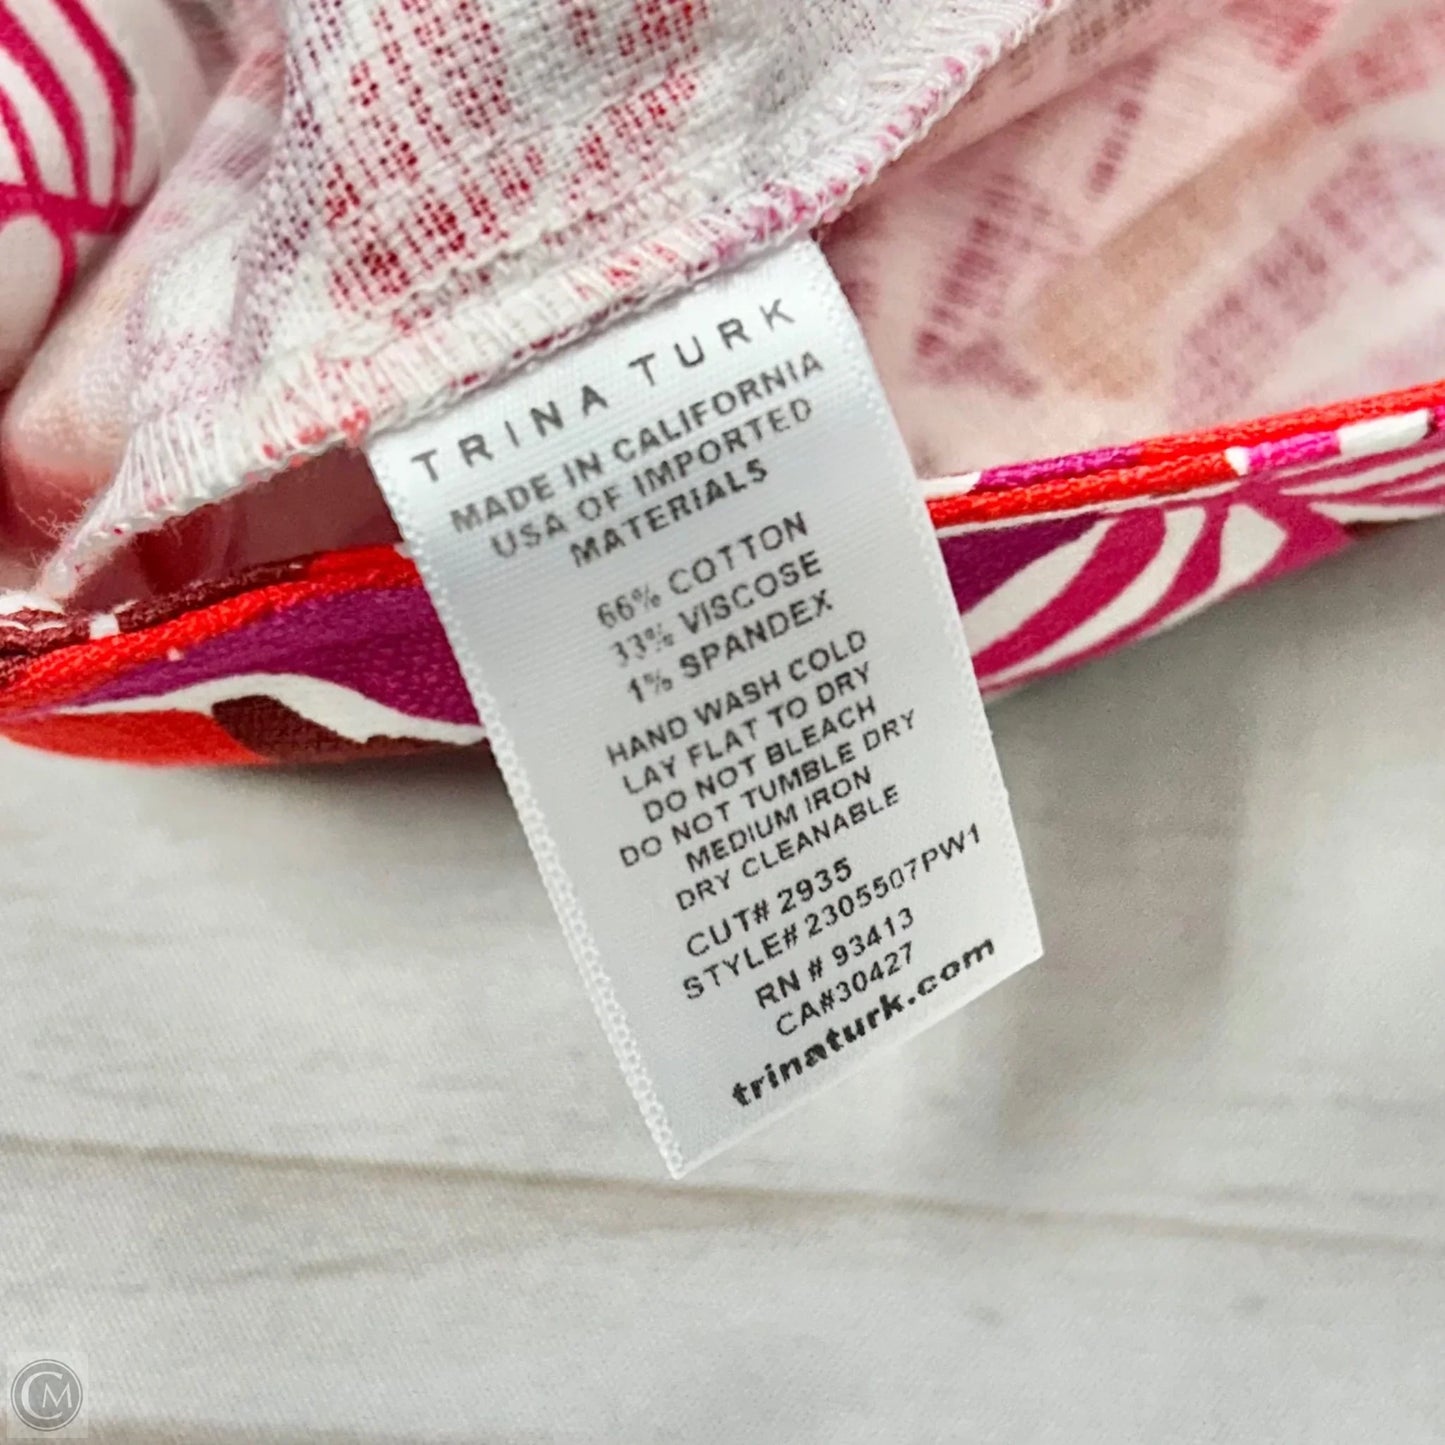 TRINA TURK
MADE IN CALIFORNIA
USA OF IMPORTED
MATERIALS
66% COTTON
33% VISCOSE
1% SPANDEX
HAND WASH COLD
LAY FLAT TO DRY
DO NOT BLEACH
DO NOT TUMBLE DRY
MEDIUM IRON
DRY CLEANABLE
CUT# 2935
STYLE# 2305507PW1
RN # 93413
CA#30427
trinaturk.com
CM